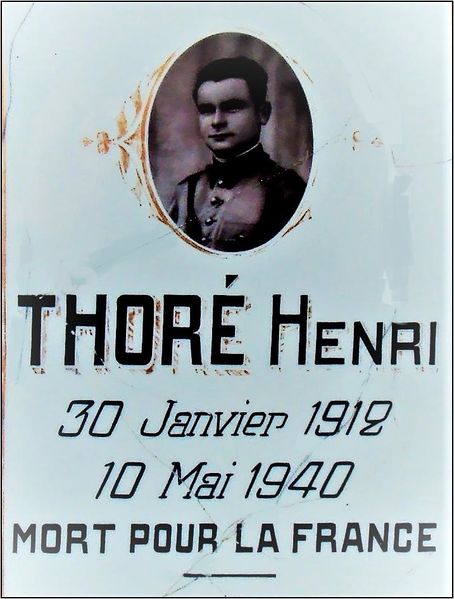 THORÉ HENRI
30 Janvier 1912
10 Mai 1940
MORT POUR LA FRANCE